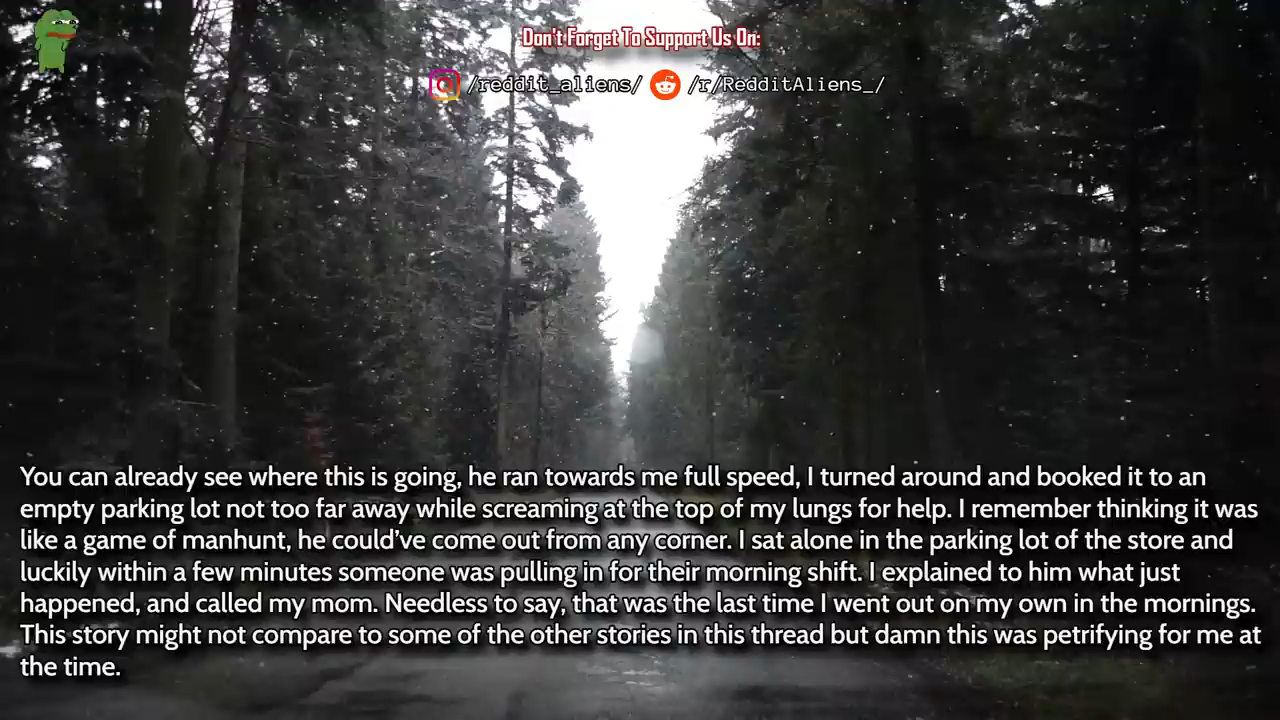 Don't Forget To Support Us On:
/reddit_aliens/ /r/RedditAliens_/
You can already see where this is going, he ran towards me full speed, I turned around and booked it to an
empty parking lot not too far away while screaming at the top of my lungs for help. I remember thinking it was
like a game of manhunt, he could’ve come out from any corner. I sat alone in the parking lot of the store and
luckily within a few minutes someone was pulling in for their morning shift. I explained to him what just
happened, and called my mom. Needless to say, that was the last time I went out on my own in the mornings.
This story might not compare to some of the other stories in this thread but damn this was petrifying for me at
the time.